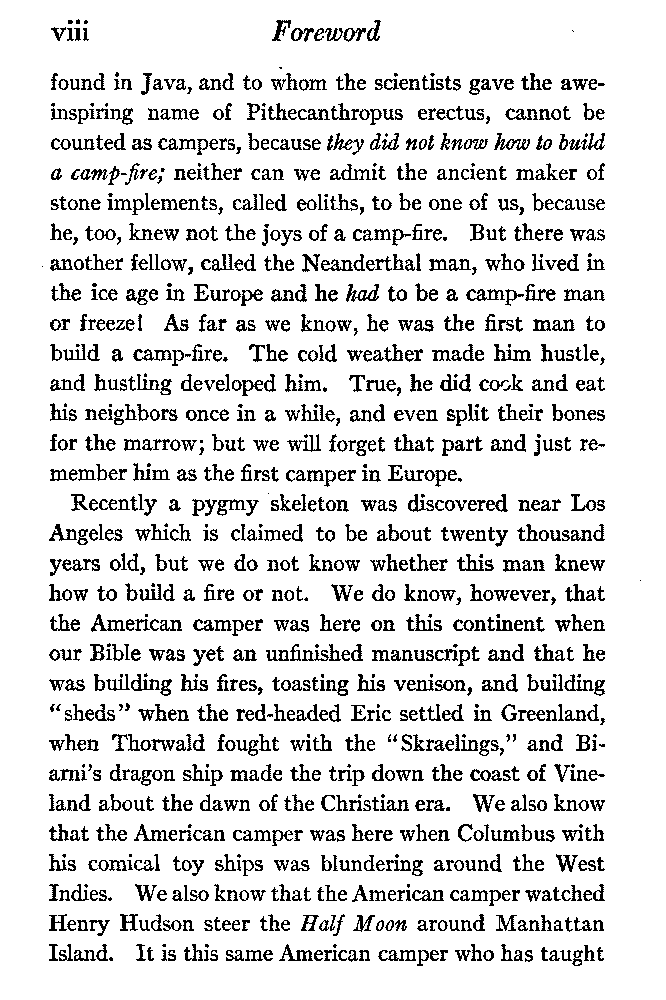 viii Foreword
found in Java, and to whom the scientists gave the awe-
inspiring name of Pithecanthropus erectus, cannot be
counted as campers, because they did not know how to build
a camp-fire; neither can we admit the ancient maker of
stone implements, called eoliths, to be one of us, because
he, too, knew not the joys of a camp-fire. But there was
another fellow, called the Neanderthal man, who lived in
the ice age in Europe and he had to be a camp-fire man
or freeze! As far as we know, he was the first man to
build a camp-fire. The cold weather made him hustle,
and hustling developed him. True, he did cook and eat
his neighbors once in a while, and even split their bones
for the marrow; but we will forget that part and just re-
member him as the first camper in Europe.
Recently a pygmy skeleton was discovered near Los
Angeles which is claimed to be about twenty thousand
years old, but we do not know whether this man knew
how to build a fire or not. We do know, however, that
the American camper was here on this continent when
our Bible was yet an unfinished manuscript and that he
was building his fires, toasting his venison, and building
"sheds" when the red-headed Eric settled in Greenland,
when Thorwald fought with the "Skraelings," and Bi-
arni's dragon ship made the trip down the coast of Vine-
land about the dawn of the Christian era. We also know
that the American camper was here when Columbus with
his comical toy ships was blundering around the West
Indies. We also know that the American camper watched
Henry Hudson steer the Half Moon around Manhattan
Island. It is this same American camper who has taught